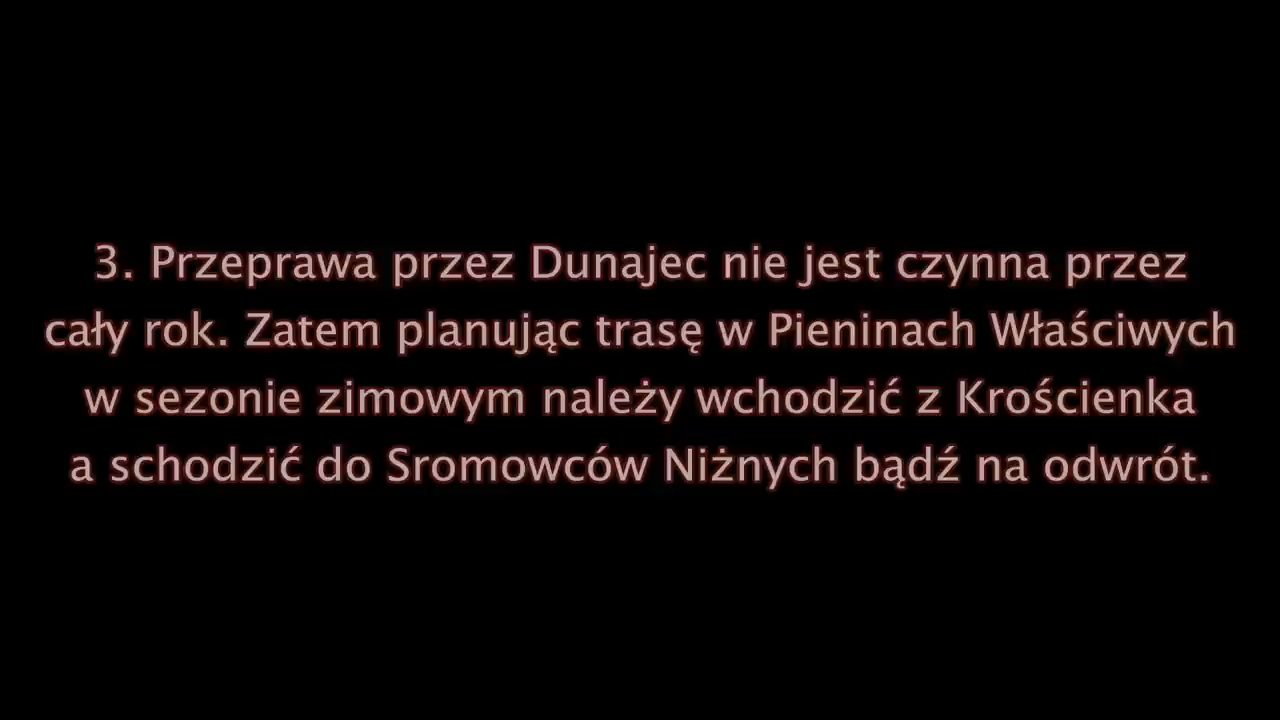 3. Przeprawa przez Dunajec nie jest czynna przez
cały rok. Zatem planując trasę w Pieninach Właściwych
w sezonie zimowym należy wchodzić z Krościenka
a schodzić do Sromowców Niżnych bądź na odwrót.